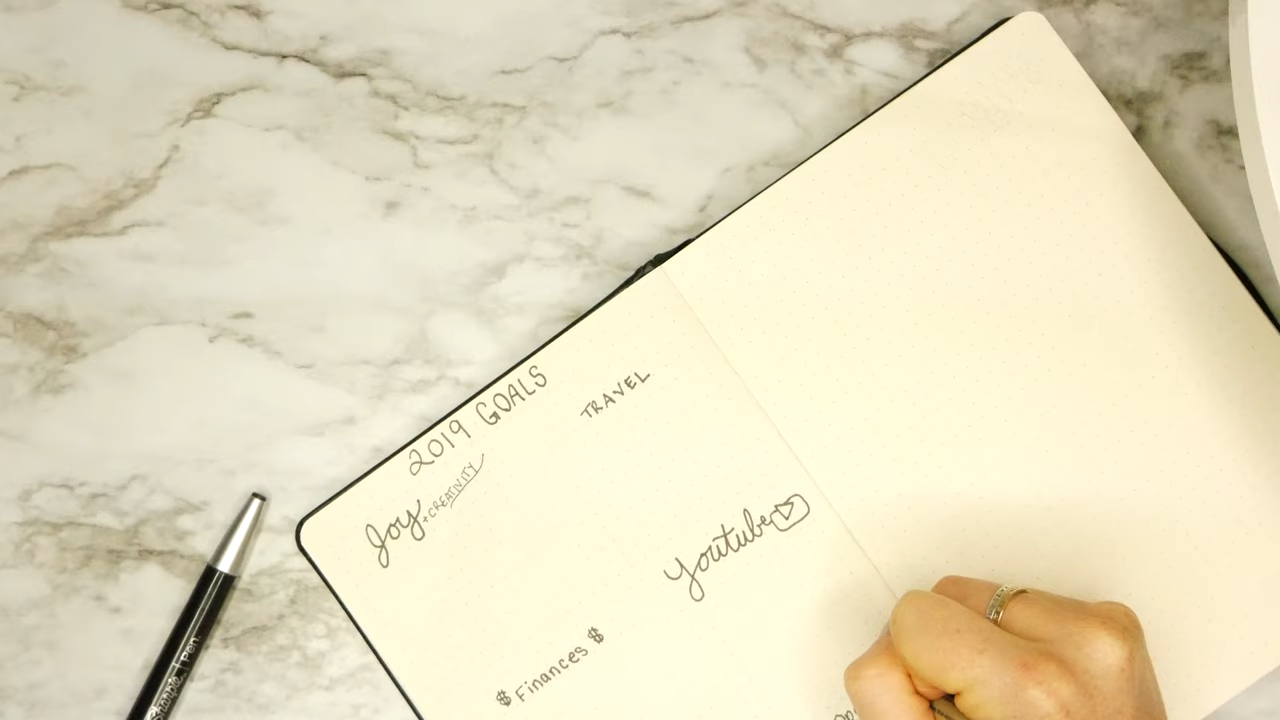 2019 GOALS
TRAVEL
Joy + CREATIVITY
Youtube
$ Finances $
Sharpie. | Pen.